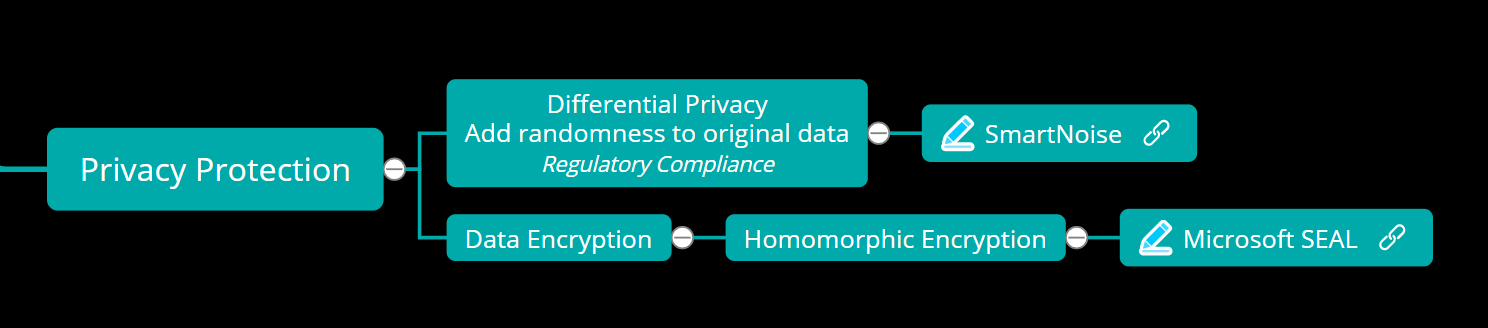 Privacy Protection
Differential Privacy
Add randomness to original data
Regulatory Compliance
SmartNoise
Data Encryption
Homomorphic Encryption
Microsoft SEAL